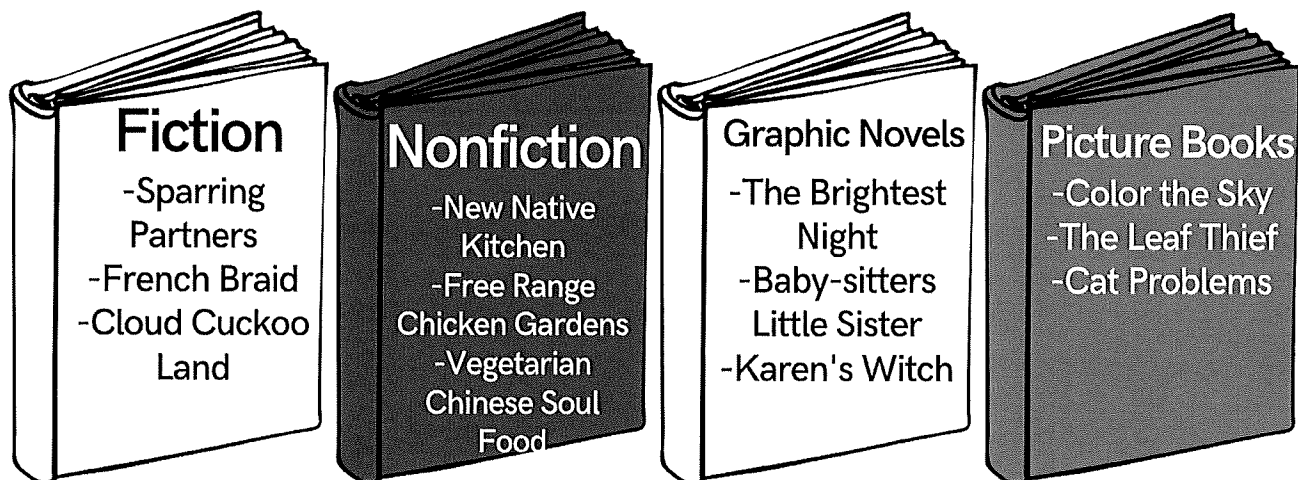 Fiction
-Sparring
Partners
-French Braid
-Cloud Cuckoo
Land
Nonfiction
-New Native
Kitchen
-Free Range
Chicken Gardens
-Vegetarian
Chinese Soul
Food
Graphic Novels
-The Brightest
Night
-Baby-sitters
Little Sister
-Karen's Witch
Picture Books
-Color the Sky
-The Leaf Thief
-Cat Problems